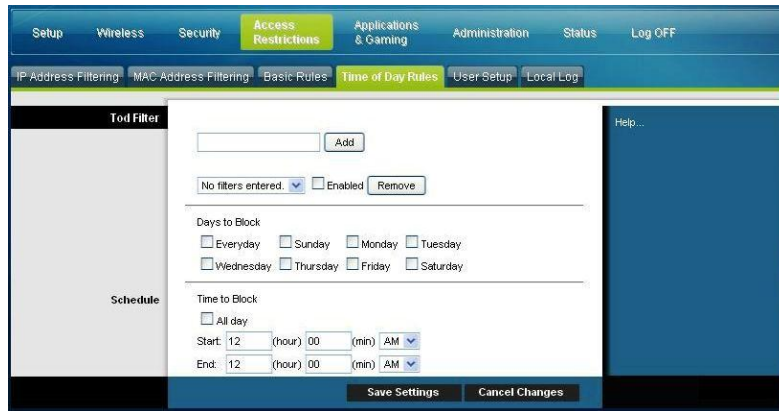 Setup Wireless Security Access Restrictions Applications & Gaming Administration Status Log OFF
IP Address Filtering MAC Address Filtering Basic Rules Time of Day Rules User Setup Local Log
Tod Filter
Help...
Add
No filters entered. Enabled Remove
Days to Block
Everyday Sunday Monday Tuesday
Wednesday Thursday Friday Saturday
Schedule
Time to Block
All day
Start: 12 (hour) 00 (min) AM
End: 12 (hour) 00 (min) AM
Save Settings Cancel Changes